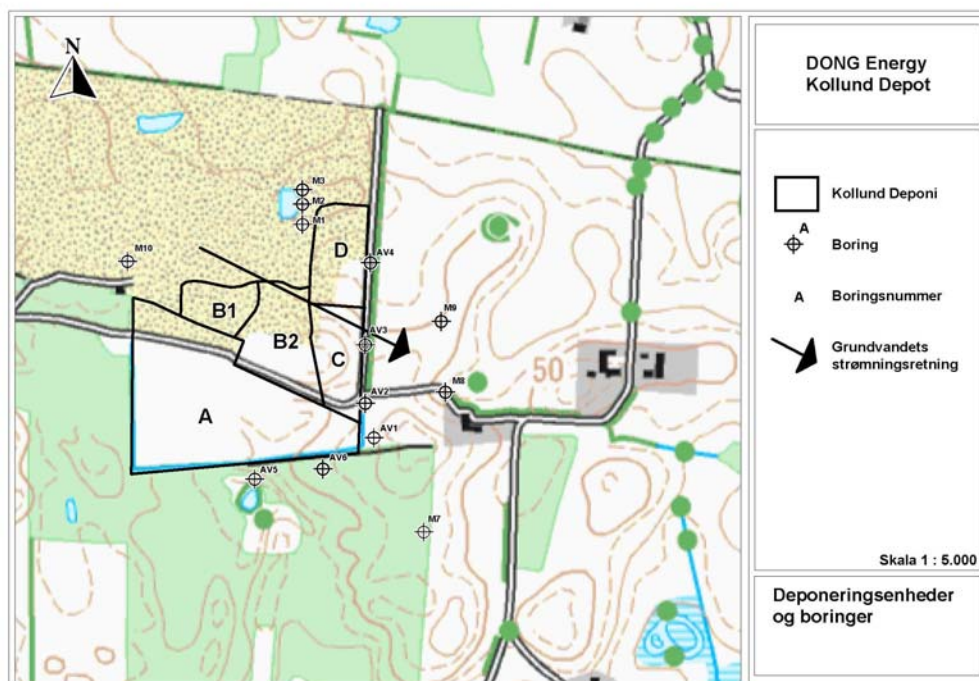 N
M3
M2
M1
M10
D
AV4
B1
B2
M9
AV3
C
50
M8
AV2
A
AV1
AV6
AV5
M7
DONG Energy
Kollund Depot
Kollund Deponi
A
Boring
A
Boringsnummer
Grundvandets
strømningsretning
Skala 1 : 5.000
Deponeringsenheder
og boringer